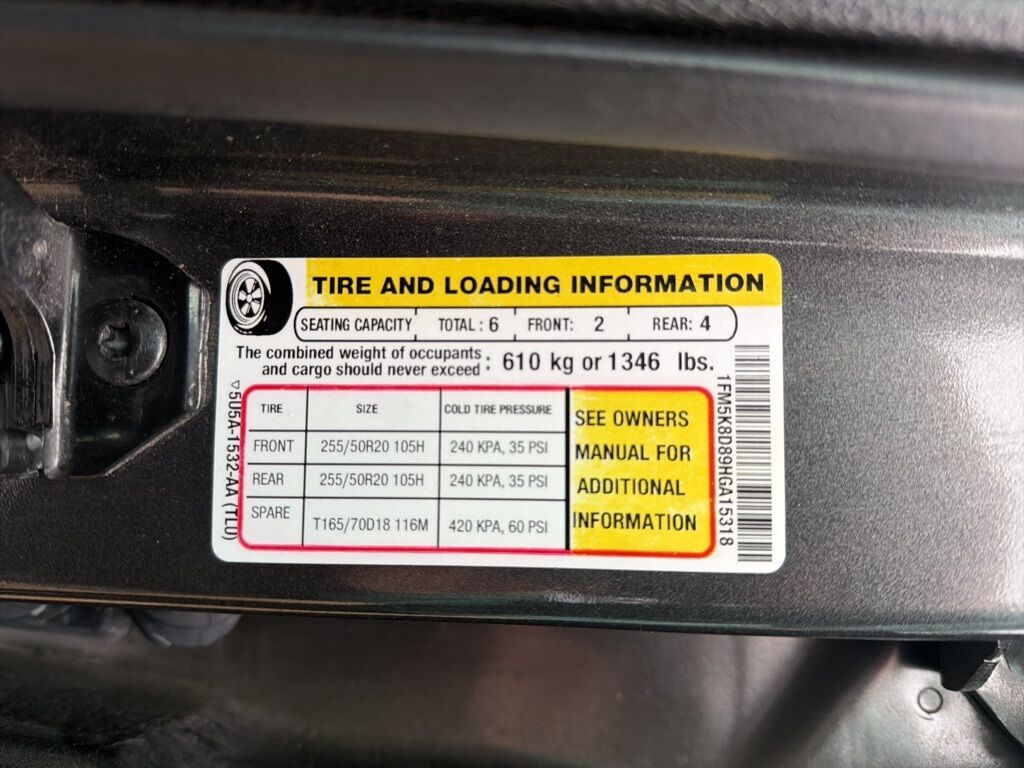 TIRE AND LOADING INFORMATION
SEATING CAPACITY TOTAL : 6 FRONT: 2 REAR: 4
The combined weight of occupants
and cargo should never exceed : 610 kg or 1346 lbs.
TIRE SIZE COLD TIRE PRESSURE
FRONT 255/50R20 105H 240 KPA, 35 PSI
REAR 255/50R20 105H 240 KPA, 35 PSI
SPARE T165/70D18 116M 420 KPA, 60 PSI
SEE OWNERS
MANUAL FOR
ADDITIONAL
INFORMATION
▽5U5A-1532-AA (TLU)
1FM5K8D89HGA15318